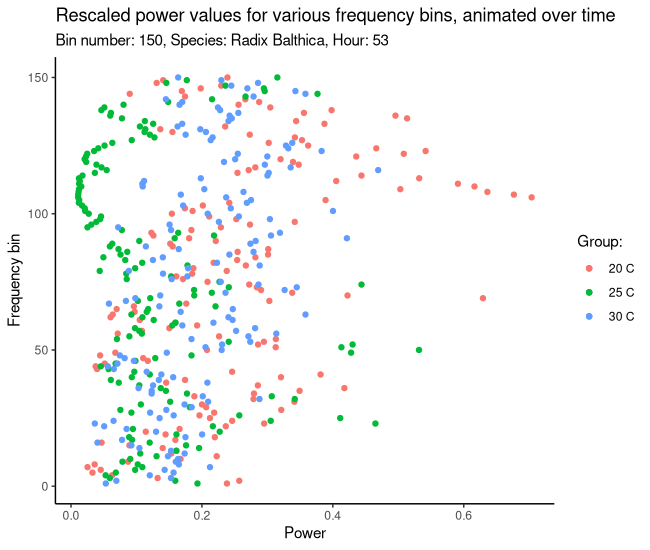 Rescaled power values for various frequency bins, animated over time
Bin number: 150, Species: Radix Balthica, Hour: 53
150
100
50
0
Frequency bin
0.0 0.2 0.4 0.6
Power
Group:
20 C
25 C
30 C